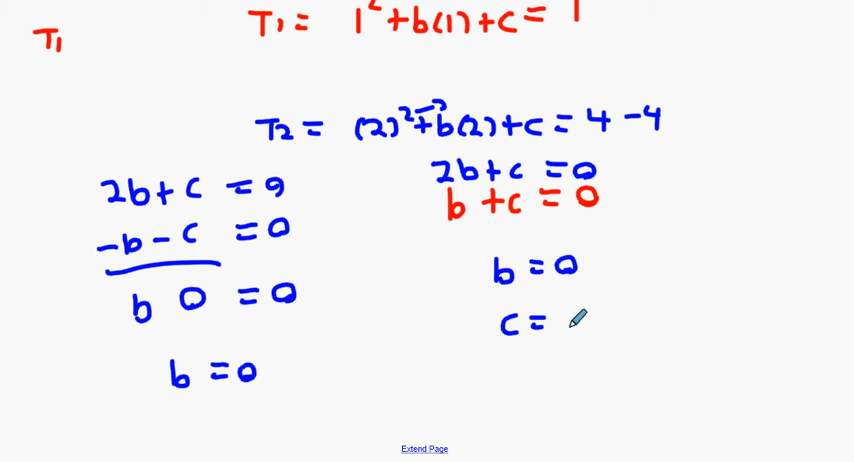 T1 T1 = 1² + b(1) + c = 1
T2 = (2)² + b(2) + c = 4 - 4
2b + c = 0
b + c = 0
b = 0
c =
2b + c = 0
-b - c = 0
b 0 = 0
b = 0
Extend Page